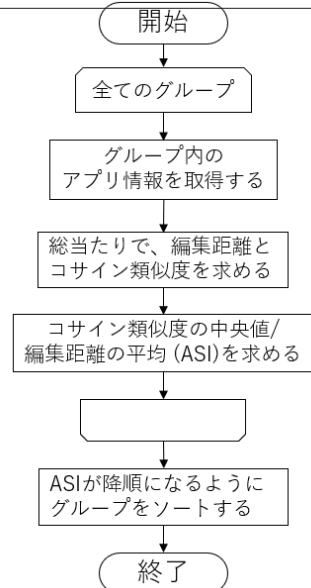 開始
全てのグループ
グループ内の
アプリ情報を取得する
総当たりで、編集距離と
コサイン類似度を求める
コサイン類似度の中央値/
編集距離の平均 (ASI)を求める
ASIが降順になるように
グループをソートする
終了